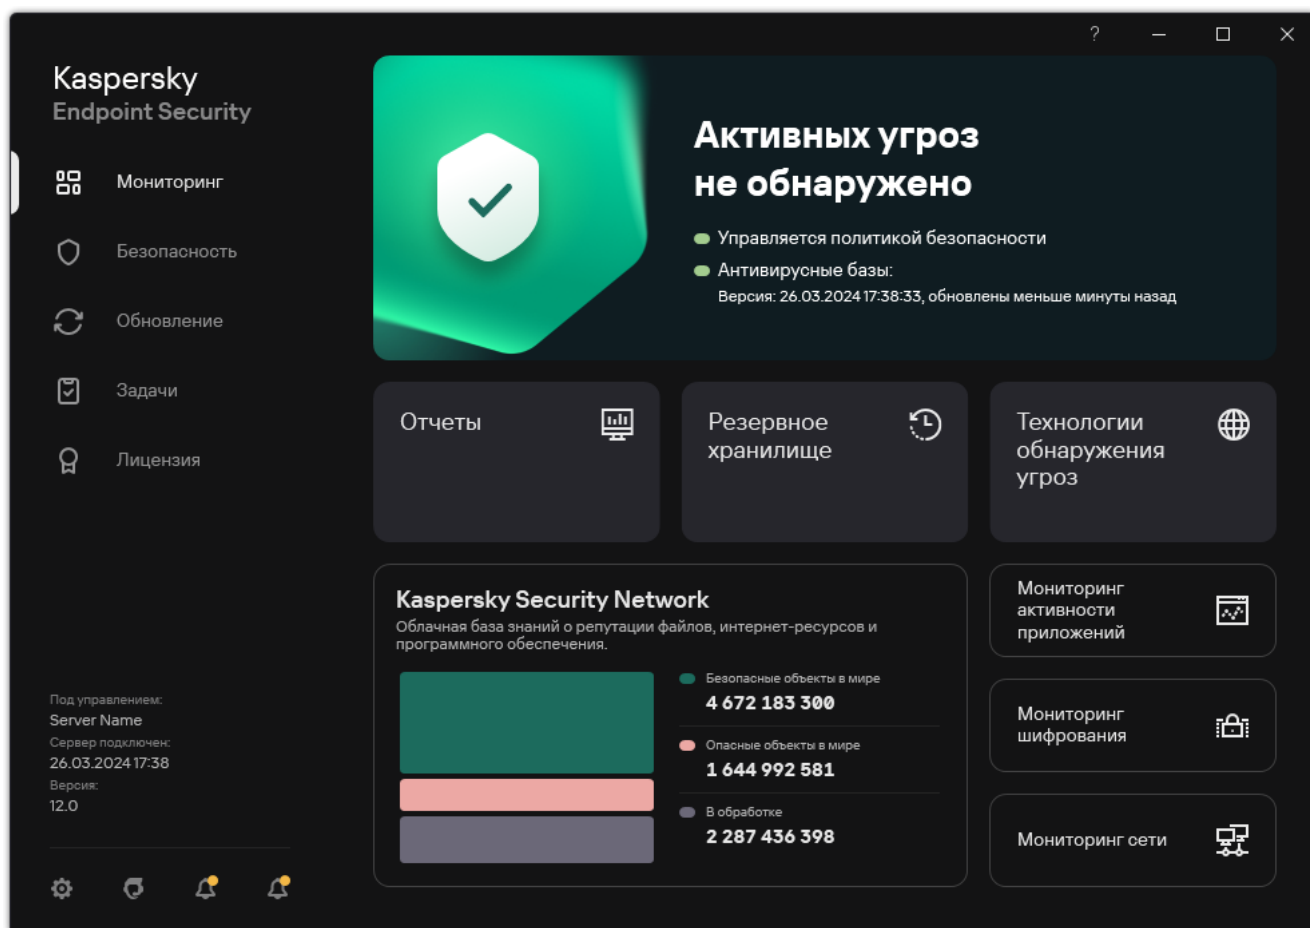 ?
Kaspersky
Endpoint Security
Мониторинг
Безопасность
Обновление
Задачи
Лицензия
Под управлением:
Server Name
Сервер подключен:
26.03.2024 17:38
Версия:
12.0
Активных угроз
не обнаружено
Управляется политикой безопасности
Антивирусные базы:
Версия: 26.03.2024 17:38:33, обновлены меньше минуты назад
Отчеты
Резервное
хранилище
Технологии
обнаружения
угроз
Kaspersky Security Network
Облачная база знаний о репутации файлов, интернет-ресурсов и
программного обеспечения.
Безопасные объекты в мире
4 672 183 300
Опасные объекты в мире
1 644 992 581
В обработке
2 287 436 398
Мониторинг
активности
приложений
Мониторинг
шифрования
Мониторинг сети